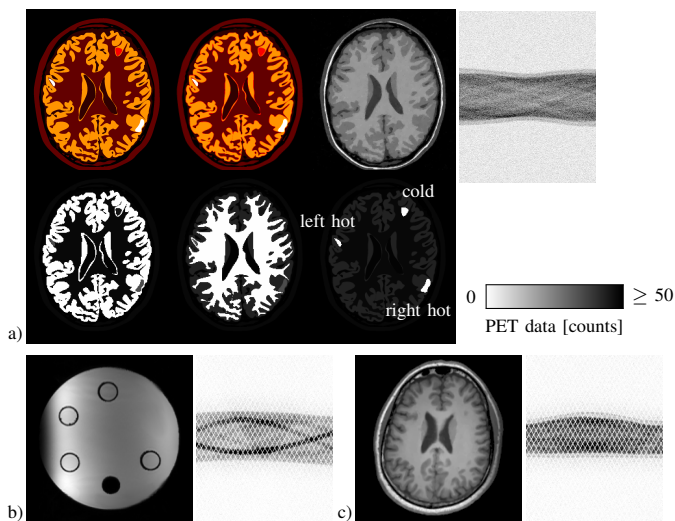 cold
left hot
right hot
0
≥ 50
PET data [counts]
a)
b)
c)